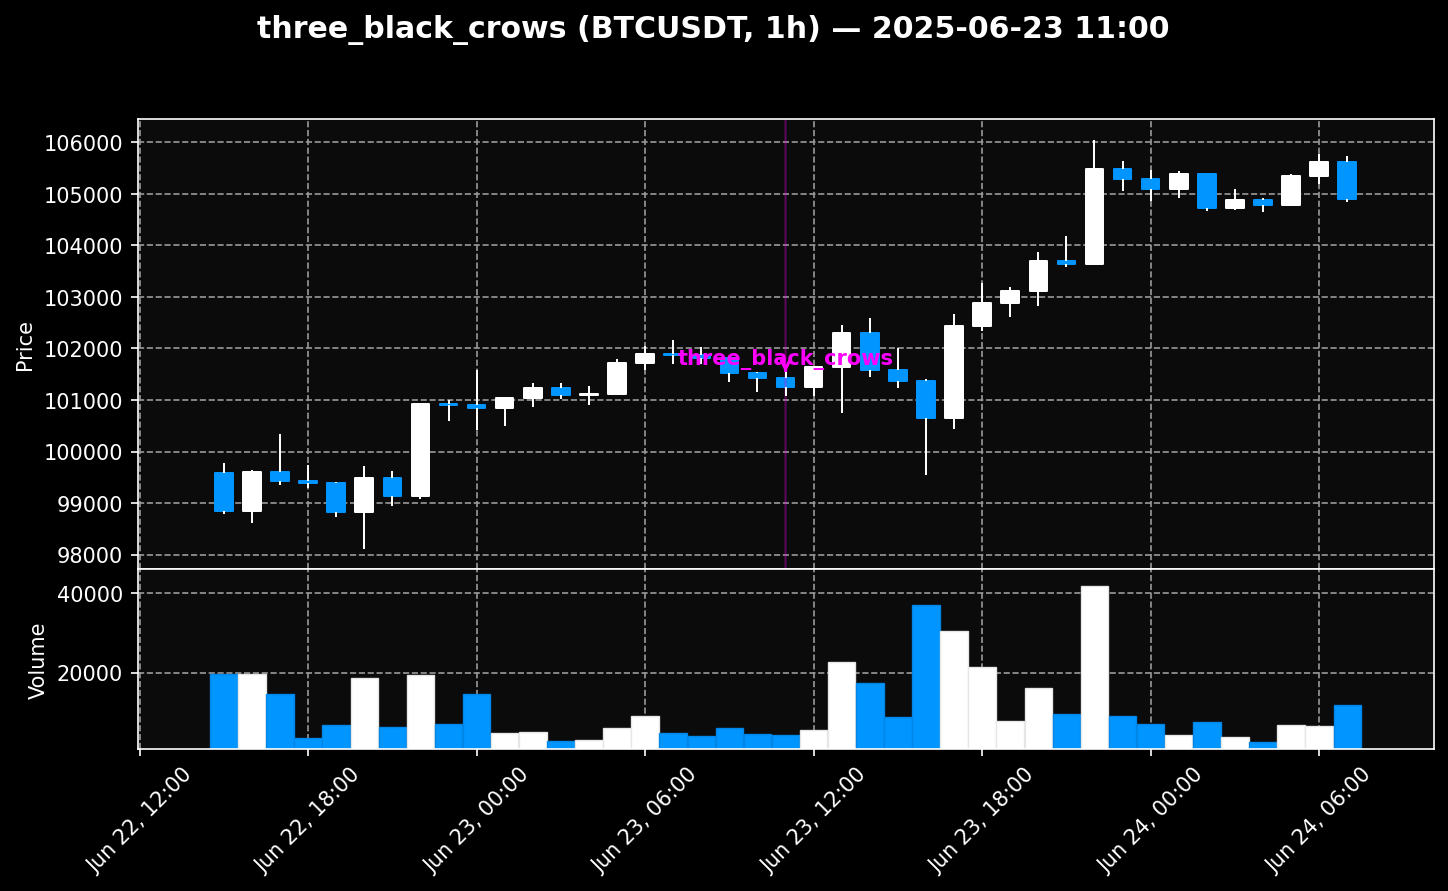 three_black_crows (BTCUSDT, 1h) — 2025-06-23 11:00
106000
105000
104000
103000
102000
101000
100000
99000
98000
Price
three_black_crows
40000
20000
Volume
Jun 22, 12:00
Jun 22, 18:00
Jun 23, 00:00
Jun 23, 06:00
Jun 23, 12:00
Jun 23, 18:00
Jun 24, 00:00
Jun 24, 06:00